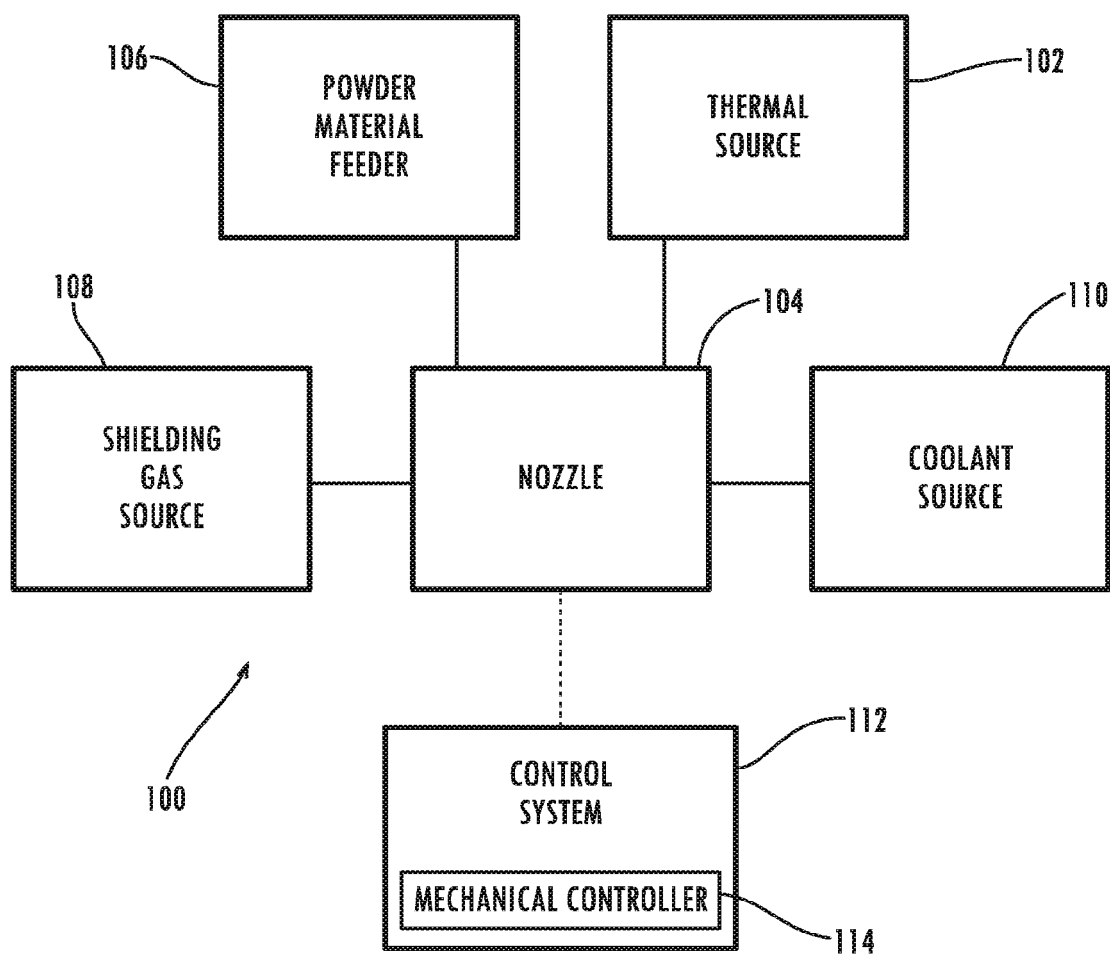 106
POWDER
MATERIAL
FEEDER
THERMAL
SOURCE
102
108
SHIELDING
GAS
SOURCE
104
NOZZLE
110
COOLANT
SOURCE
100
112
CONTROL
SYSTEM
MECHANICAL CONTROLLER
114